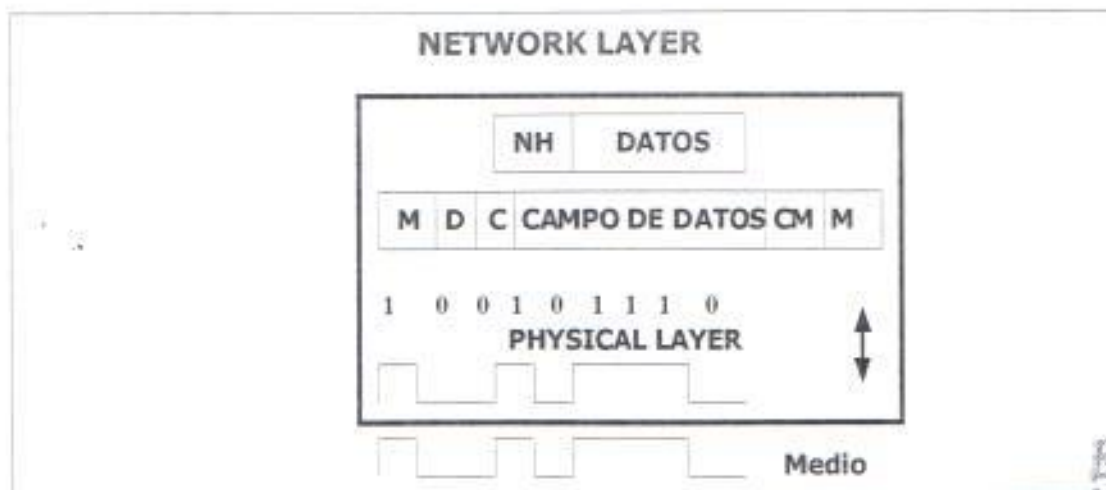 NETWORK LAYER
NH DATOS
M D C CAMPO DE DATOS CM M
1 0 0 1 0 1 1 1 0
PHYSICAL LAYER
Medio